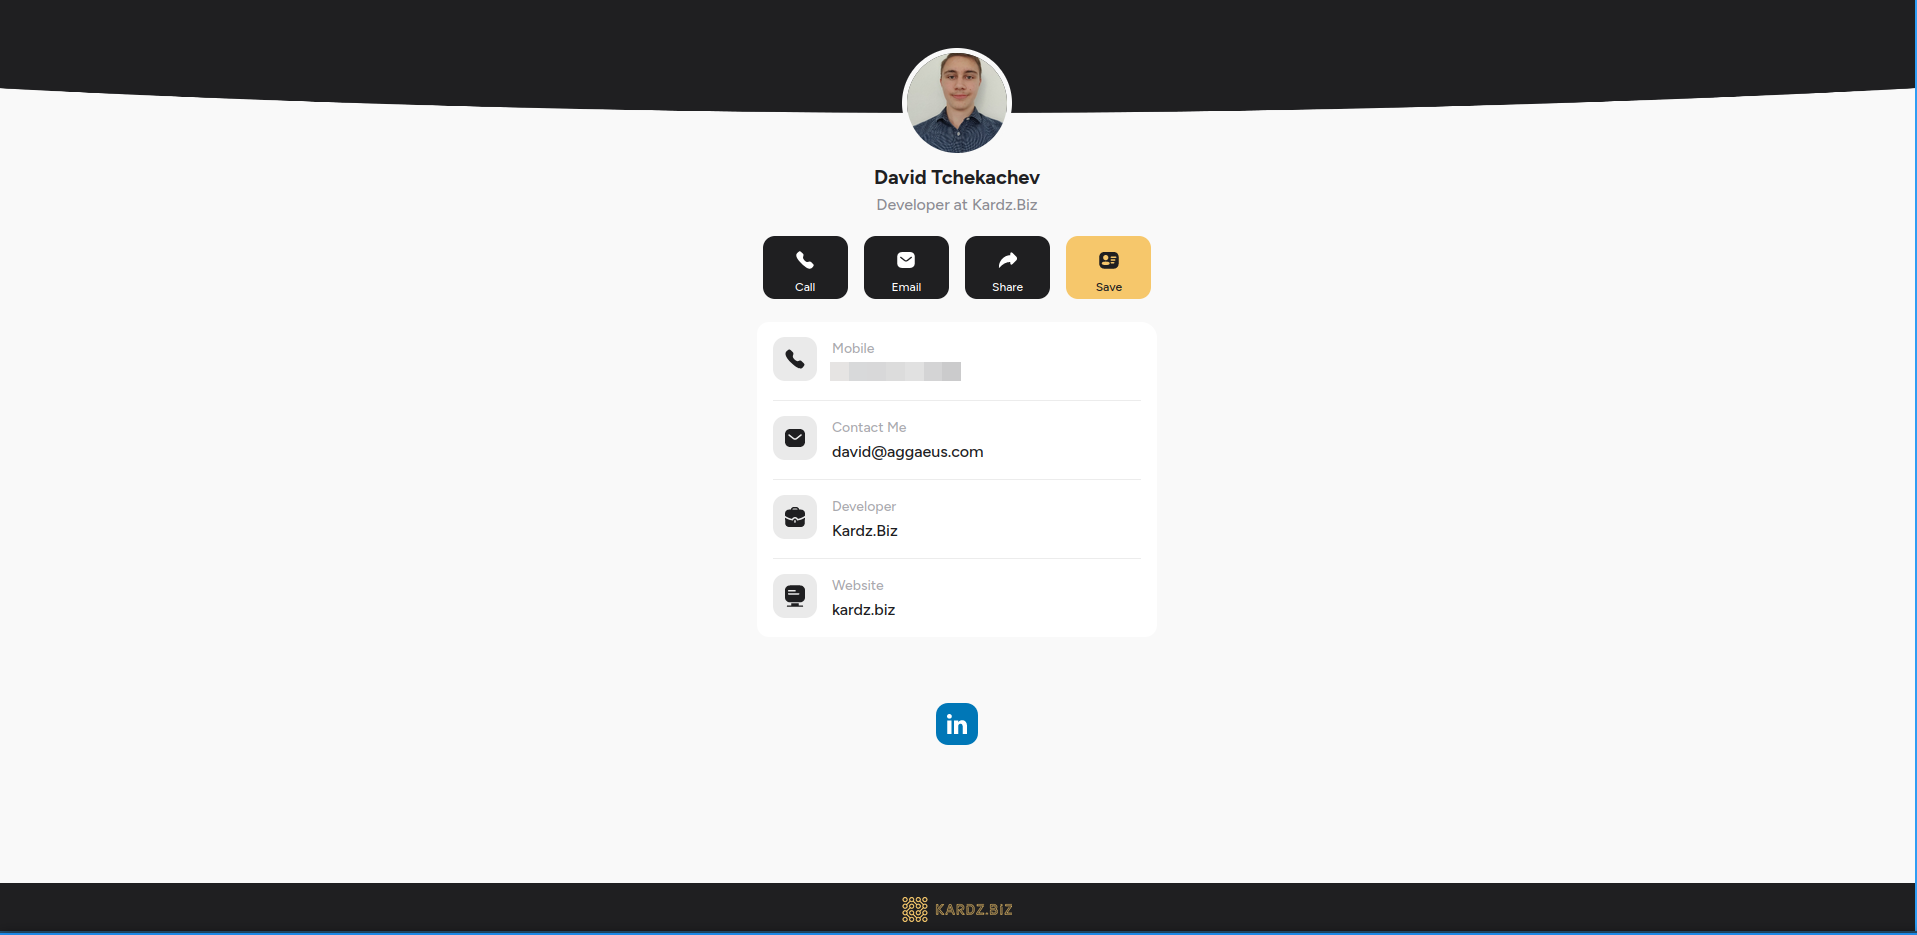 David Tchekachev
Developer at Kardz.Biz
Call
Email
Share
Save
Mobile
Contact Me
david@aggaeus.com
Developer
Kardz.Biz
Website
kardz.biz
in
KARDZ.BIZ